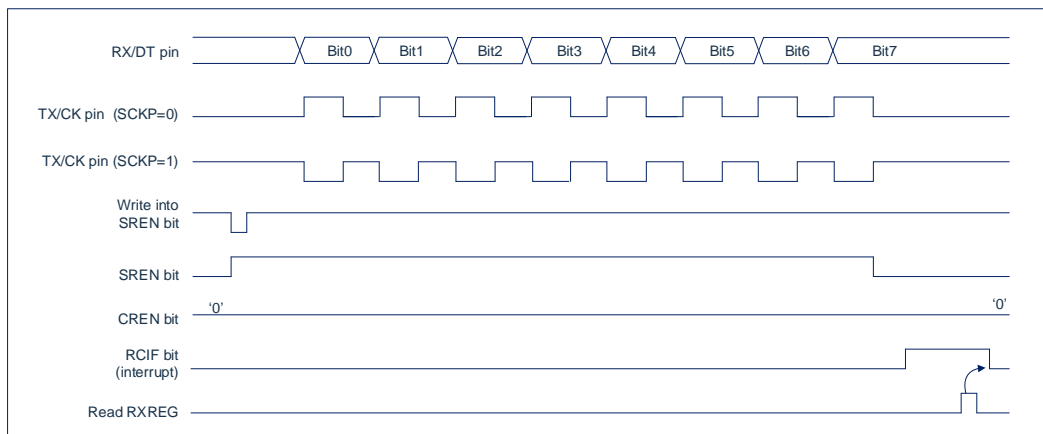 RX/DT pin
Bit0 Bit1 Bit2 Bit3 Bit4 Bit5 Bit6 Bit7
TX/CK pin (SCKP=0)
TX/CK pin (SCKP=1)
Write into
SREN bit
SREN bit
‘0’ ‘0’
CREN bit
RCIF bit
(interrupt)
Read RXREG